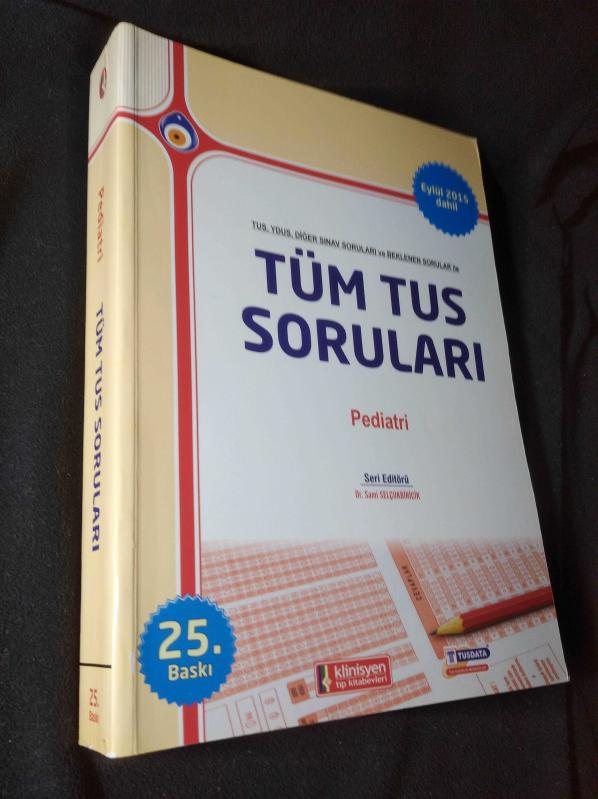 Pediatri
TÜM TUS SORULARI
25.
Baskı
Eylül 2015
dahil
TUS, YDUS, DİĞER SINAV SORULARI ve BEKLENEN SORULAR ile
TÜM TUS
SORULARI
Pediatri
Seri Editörü
Dr. Sami SELÇUKBİRİCİK
CEVAPLAR
25.
Baskı
klinisyen
tıp kitabevleri
TUSDATA